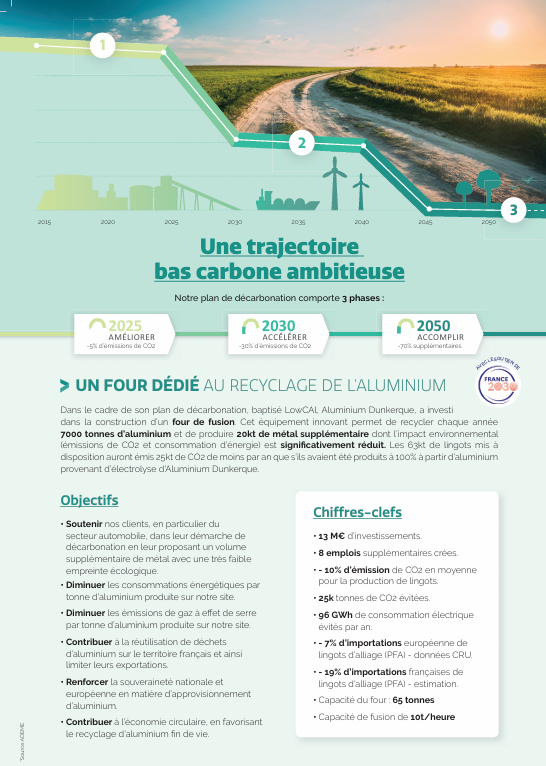 1
2
3
2015 2020 2025 2030 2035 2040 2045 2050
Une trajectoire
bas carbone ambitieuse
Notre plan de décarbonation comporte 3 phases :
2025
AMÉLIORER
-5% d'émissions de CO2
2030
ACCÉLÉRER
-30% d'émissions de CO2
2050
ACCOMPLIR
-70% supplémentaires
AVEC LE SOUTIEN DE
FRANCE
2030
UN FOUR DÉDIÉ AU RECYCLAGE DE L'ALUMINIUM
Dans le cadre de son plan de décarbonation, baptisé LowCAl, Aluminium Dunkerque, a investi
dans la construction d'un four de fusion. Cet équipement innovant permet de recycler chaque année
7000 tonnes d'aluminium et de produire 20kt de métal supplémentaire dont l'impact environnemental
(émissions de CO2 et consommation d'énergie) est significativement réduit. Les 63kt de lingots mis à
disposition auront émis 25kt de CO2 de moins par an que s'ils avaient été produits à 100% à partir d'aluminium
provenant d'électrolyse d'Aluminium Dunkerque.
Objectifs
• Soutenir nos clients, en particulier du
secteur automobile, dans leur démarche de
décarbonation en leur proposant un volume
supplémentaire de métal avec une très faible
empreinte écologique.
• Diminuer les consommations énergétiques par
tonne d'aluminium produite sur notre site.
• Diminuer les émissions de gaz à effet de serre
par tonne d'aluminium produite sur notre site.
• Contribuer à la réutilisation de déchets
d'aluminium sur le territoire français et ainsi
limiter leurs exportations.
• Renforcer la souveraineté nationale et
européenne en matière d'approvisionnement
d'aluminium.
• Contribuer à l'économie circulaire, en favorisant
le recyclage d'aluminium fin de vie.
Chiffres-clefs
• 13 M€ d'investissements.
• 8 emplois supplémentaires crées.
• - 10% d'émission de CO2 en moyenne
pour la production de lingots.
• 25k tonnes de CO2 évitées.
• 96 GWh de consommation électrique
evités par an.
• - 7% d'importations européenne de
lingots d'alliage (PFA) - données CRU.
• - 19% d'importations françaises de
lingots d'alliage (PFA) - estimation.
• Capacité du four : 65 tonnes
• Capacité de fusion de 10t/heure
*Source ADEME